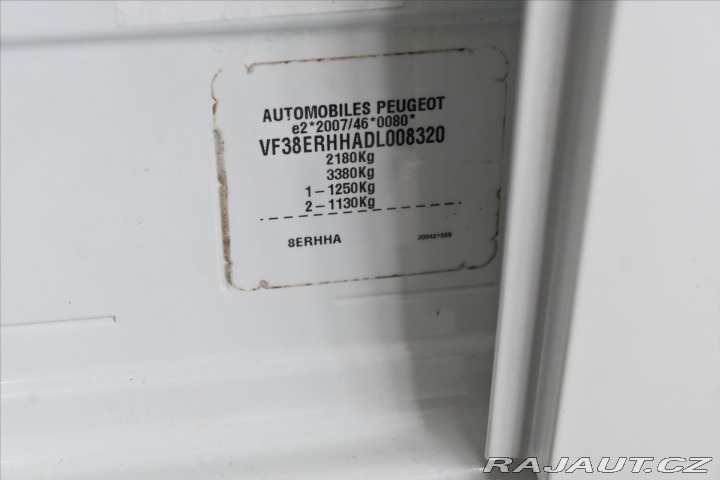 AUTOMOBILES PEUGEOT
e2*2007/46*0080*
VF38ERHHADL008320
2180Kg
3380Kg
1-1250Kg
2-1130Kg
8ERHHA
RAJAUT.CZ